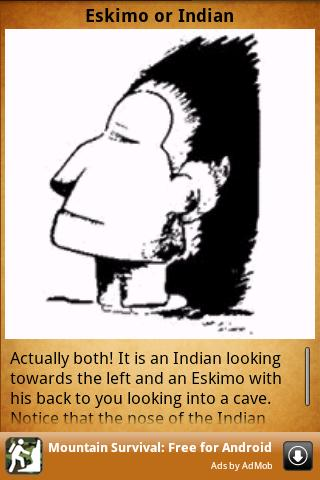 Eskimo or Indian
Actually both! It is an Indian looking
towards the left and an Eskimo with
his back to you looking into a cave.
Notice that the nose of the Indian
Mountain Survival: Free for Android
Ads by AdMob